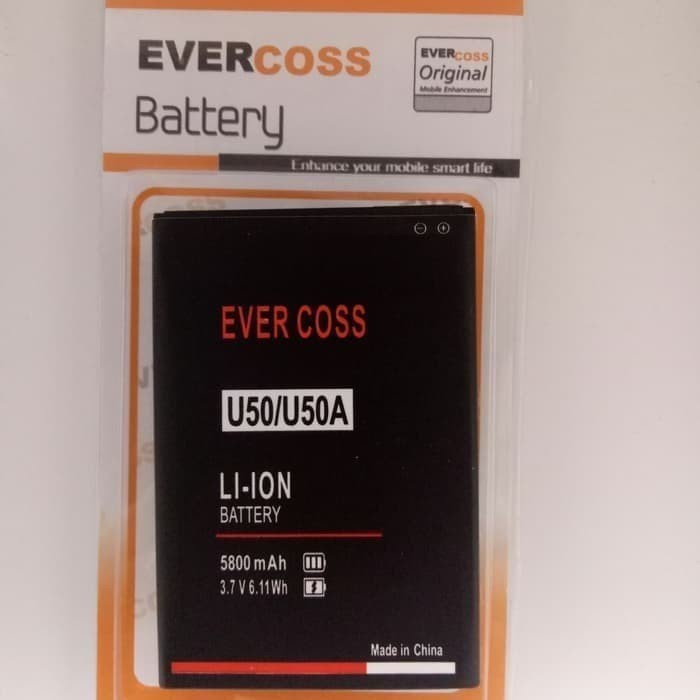 EVERCOSS
Battery
EVERCOSS
Original
Mobile Enhancement
Enhance your mobile smart life
EVER COSS
U50/U50A
LI-ION
BATTERY
5800 mAh
3.7 V 6.11Wh
Made in China